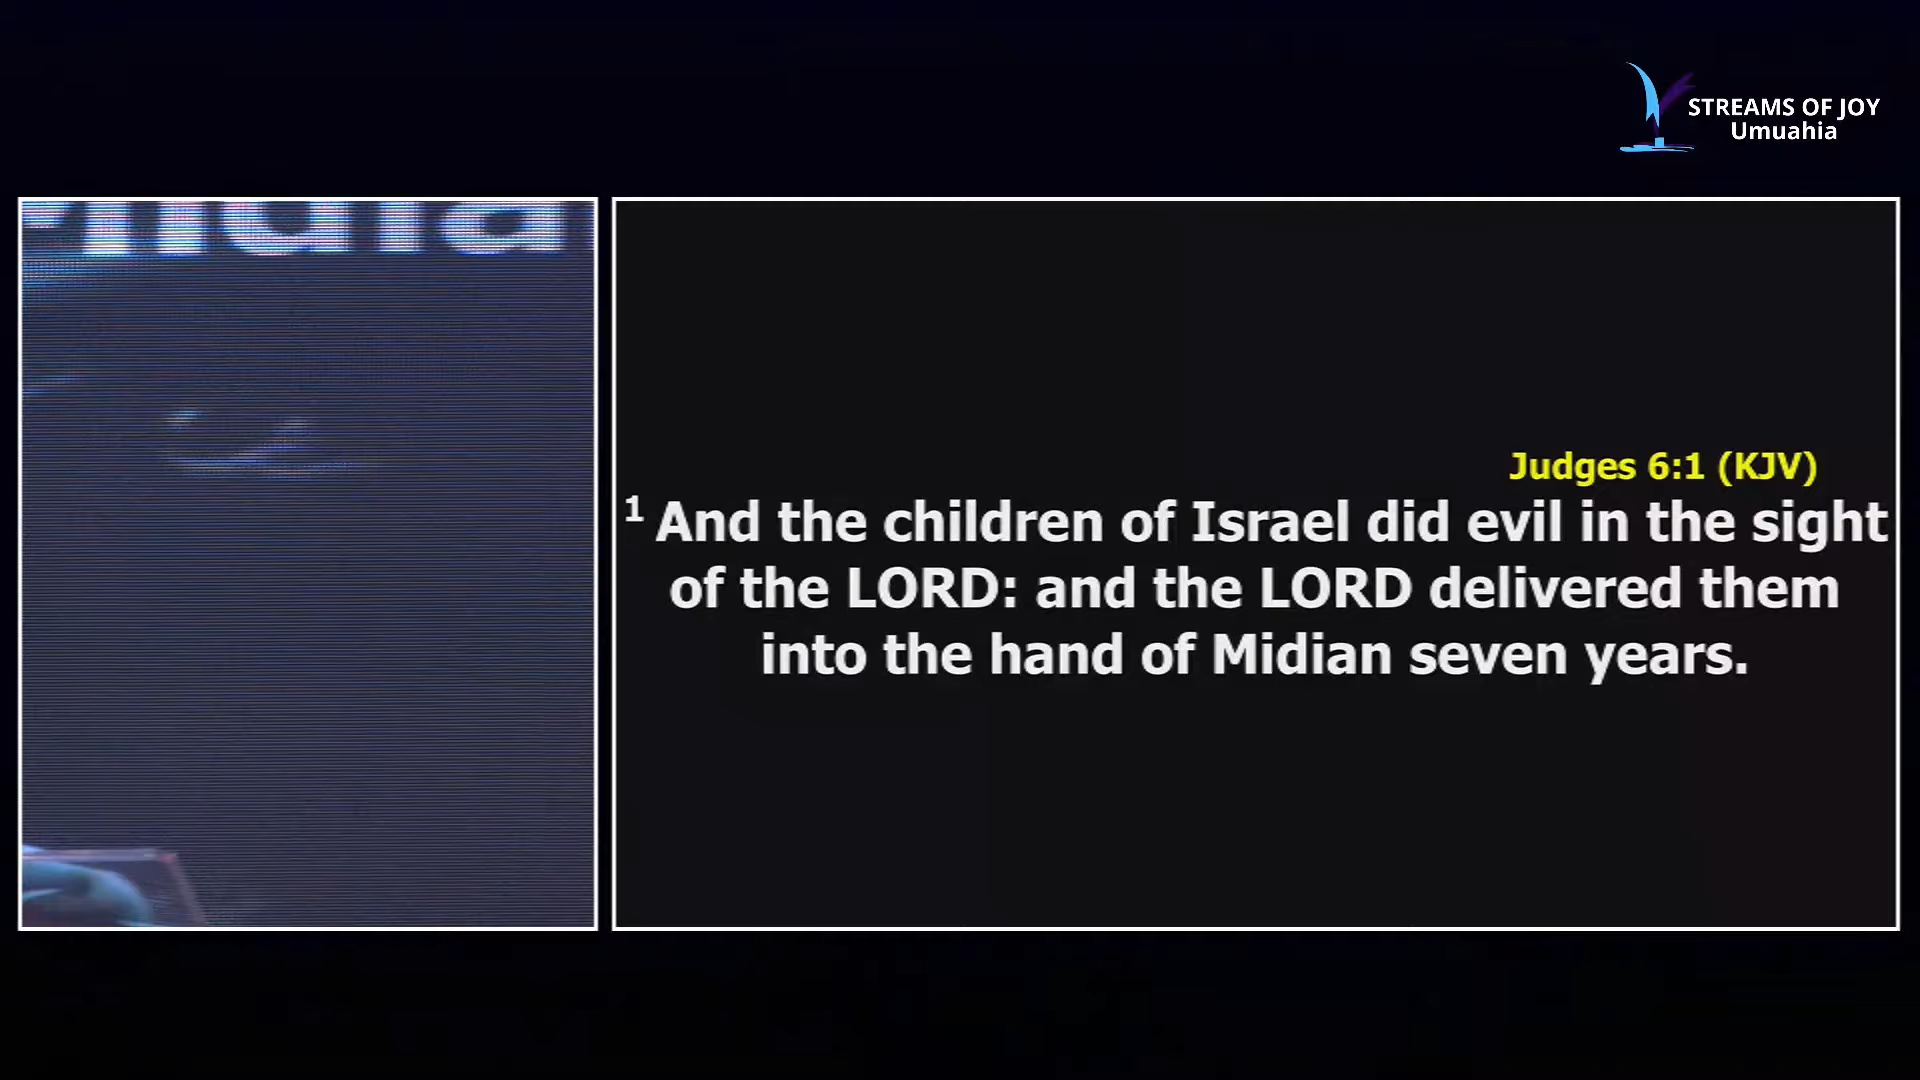 STREAMS OF JOY
Umuahia
Judges 6:1 (KJV)
1 And the children of Israel did evil in the sight
of the LORD: and the LORD delivered them
into the hand of Midian seven years.